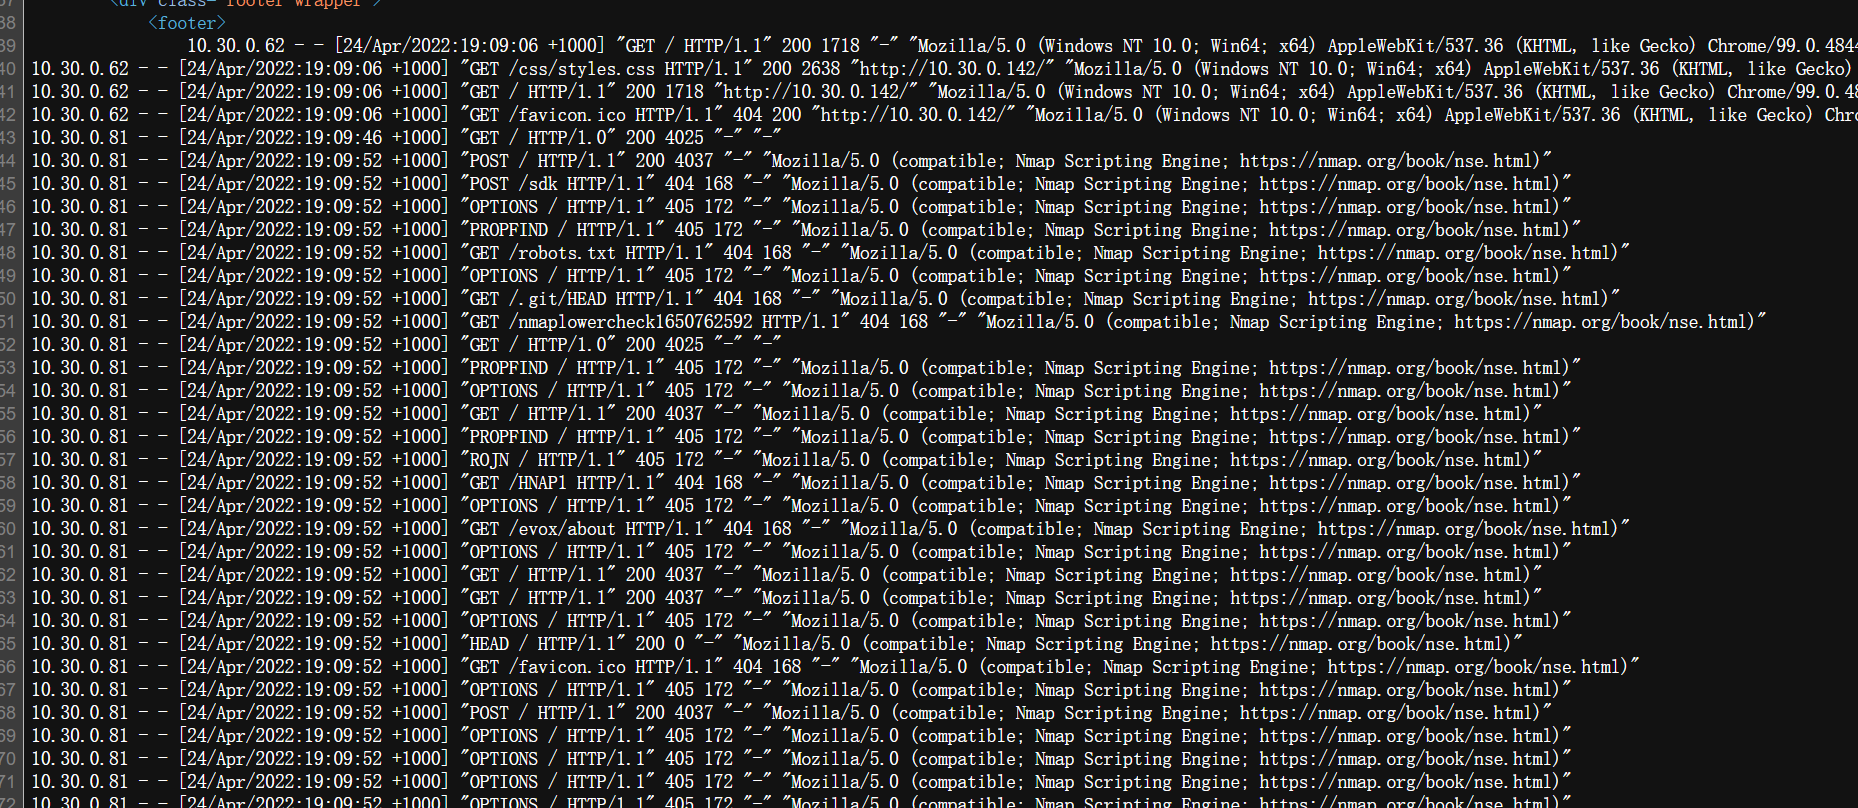 <div class="footer wrapper">
38 <footer>
39 10.30.0.62 - - [24/Apr/2022:19:09:06 +1000] "GET / HTTP/1.1" 200 1718 "-" "Mozilla/5.0 (Windows NT 10.0; Win64; x64) AppleWebKit/537.36 (KHTML, like Gecko) Chrome/99.0.4844
40 10.30.0.62 - - [24/Apr/2022:19:09:06 +1000] "GET /css/styles.css HTTP/1.1" 200 2638 "http://10.30.0.142/" "Mozilla/5.0 (Windows NT 10.0; Win64; x64) AppleWebKit/537.36 (KHTML, like Gecko)
41 10.30.0.62 - - [24/Apr/2022:19:09:06 +1000] "GET / HTTP/1.1" 200 1718 "http://10.30.0.142/" "Mozilla/5.0 (Windows NT 10.0; Win64; x64) AppleWebKit/537.36 (KHTML, like Gecko) Chrome/99.0.48
42 10.30.0.62 - - [24/Apr/2022:19:09:06 +1000] "GET /favicon.ico HTTP/1.1" 404 200 "http://10.30.0.142/" "Mozilla/5.0 (Windows NT 10.0; Win64; x64) AppleWebKit/537.36 (KHTML, like Gecko) Chro
43 10.30.0.81 - - [24/Apr/2022:19:09:46 +1000] "GET / HTTP/1.0" 200 4025 "-" "-"
44 10.30.0.81 - - [24/Apr/2022:19:09:52 +1000] "POST / HTTP/1.1" 200 4037 "-" "Mozilla/5.0 (compatible; Nmap Scripting Engine; https://nmap.org/book/nse.html)"
45 10.30.0.81 - - [24/Apr/2022:19:09:52 +1000] "POST /sdk HTTP/1.1" 404 168 "-" "Mozilla/5.0 (compatible; Nmap Scripting Engine; https://nmap.org/book/nse.html)"
46 10.30.0.81 - - [24/Apr/2022:19:09:52 +1000] "OPTIONS / HTTP/1.1" 405 172 "-" "Mozilla/5.0 (compatible; Nmap Scripting Engine; https://nmap.org/book/nse.html)"
47 10.30.0.81 - - [24/Apr/2022:19:09:52 +1000] "PROPFIND / HTTP/1.1" 405 172 "-" "Mozilla/5.0 (compatible; Nmap Scripting Engine; https://nmap.org/book/nse.html)"
48 10.30.0.81 - - [24/Apr/2022:19:09:52 +1000] "GET /robots.txt HTTP/1.1" 404 168 "-" "Mozilla/5.0 (compatible; Nmap Scripting Engine; https://nmap.org/book/nse.html)"
49 10.30.0.81 - - [24/Apr/2022:19:09:52 +1000] "OPTIONS / HTTP/1.1" 405 172 "-" "Mozilla/5.0 (compatible; Nmap Scripting Engine; https://nmap.org/book/nse.html)"
50 10.30.0.81 - - [24/Apr/2022:19:09:52 +1000] "GET /.git/HEAD HTTP/1.1" 404 168 "-" "Mozilla/5.0 (compatible; Nmap Scripting Engine; https://nmap.org/book/nse.html)"
51 10.30.0.81 - - [24/Apr/2022:19:09:52 +1000] "GET /nmaplowercheck1650762592 HTTP/1.1" 404 168 "-" "Mozilla/5.0 (compatible; Nmap Scripting Engine; https://nmap.org/book/nse.html)"
52 10.30.0.81 - - [24/Apr/2022:19:09:52 +1000] "GET / HTTP/1.0" 200 4025 "-" "-"
53 10.30.0.81 - - [24/Apr/2022:19:09:52 +1000] "PROPFIND / HTTP/1.1" 405 172 "-" "Mozilla/5.0 (compatible; Nmap Scripting Engine; https://nmap.org/book/nse.html)"
54 10.30.0.81 - - [24/Apr/2022:19:09:52 +1000] "OPTIONS / HTTP/1.1" 405 172 "-" "Mozilla/5.0 (compatible; Nmap Scripting Engine; https://nmap.org/book/nse.html)"
55 10.30.0.81 - - [24/Apr/2022:19:09:52 +1000] "GET / HTTP/1.1" 200 4037 "-" "Mozilla/5.0 (compatible; Nmap Scripting Engine; https://nmap.org/book/nse.html)"
56 10.30.0.81 - - [24/Apr/2022:19:09:52 +1000] "PROPFIND / HTTP/1.1" 405 172 "-" "Mozilla/5.0 (compatible; Nmap Scripting Engine; https://nmap.org/book/nse.html)"
57 10.30.0.81 - - [24/Apr/2022:19:09:52 +1000] "ROJN / HTTP/1.1" 405 172 "-" "Mozilla/5.0 (compatible; Nmap Scripting Engine; https://nmap.org/book/nse.html)"
58 10.30.0.81 - - [24/Apr/2022:19:09:52 +1000] "GET /HNAP1 HTTP/1.1" 404 168 "-" "Mozilla/5.0 (compatible; Nmap Scripting Engine; https://nmap.org/book/nse.html)"
59 10.30.0.81 - - [24/Apr/2022:19:09:52 +1000] "OPTIONS / HTTP/1.1" 405 172 "-" "Mozilla/5.0 (compatible; Nmap Scripting Engine; https://nmap.org/book/nse.html)"
60 10.30.0.81 - - [24/Apr/2022:19:09:52 +1000] "GET /evox/about HTTP/1.1" 404 168 "-" "Mozilla/5.0 (compatible; Nmap Scripting Engine; https://nmap.org/book/nse.html)"
61 10.30.0.81 - - [24/Apr/2022:19:09:52 +1000] "OPTIONS / HTTP/1.1" 405 172 "-" "Mozilla/5.0 (compatible; Nmap Scripting Engine; https://nmap.org/book/nse.html)"
62 10.30.0.81 - - [24/Apr/2022:19:09:52 +1000] "GET / HTTP/1.1" 200 4037 "-" "Mozilla/5.0 (compatible; Nmap Scripting Engine; https://nmap.org/book/nse.html)"
63 10.30.0.81 - - [24/Apr/2022:19:09:52 +1000] "GET / HTTP/1.1" 200 4037 "-" "Mozilla/5.0 (compatible; Nmap Scripting Engine; https://nmap.org/book/nse.html)"
64 10.30.0.81 - - [24/Apr/2022:19:09:52 +1000] "OPTIONS / HTTP/1.1" 405 172 "-" "Mozilla/5.0 (compatible; Nmap Scripting Engine; https://nmap.org/book/nse.html)"
65 10.30.0.81 - - [24/Apr/2022:19:09:52 +1000] "HEAD / HTTP/1.1" 200 0 "-" "Mozilla/5.0 (compatible; Nmap Scripting Engine; https://nmap.org/book/nse.html)"
66 10.30.0.81 - - [24/Apr/2022:19:09:52 +1000] "GET /favicon.ico HTTP/1.1" 404 168 "-" "Mozilla/5.0 (compatible; Nmap Scripting Engine; https://nmap.org/book/nse.html)"
67 10.30.0.81 - - [24/Apr/2022:19:09:52 +1000] "OPTIONS / HTTP/1.1" 405 172 "-" "Mozilla/5.0 (compatible; Nmap Scripting Engine; https://nmap.org/book/nse.html)"
68 10.30.0.81 - - [24/Apr/2022:19:09:52 +1000] "POST / HTTP/1.1" 200 4037 "-" "Mozilla/5.0 (compatible; Nmap Scripting Engine; https://nmap.org/book/nse.html)"
69 10.30.0.81 - - [24/Apr/2022:19:09:52 +1000] "OPTIONS / HTTP/1.1" 405 172 "-" "Mozilla/5.0 (compatible; Nmap Scripting Engine; https://nmap.org/book/nse.html)"
70 10.30.0.81 - - [24/Apr/2022:19:09:52 +1000] "OPTIONS / HTTP/1.1" 405 172 "-" "Mozilla/5.0 (compatible; Nmap Scripting Engine; https://nmap.org/book/nse.html)"
71 10.30.0.81 - - [24/Apr/2022:19:09:52 +1000] "OPTIONS / HTTP/1.1" 405 172 "-" "Mozilla/5.0 (compatible; Nmap Scripting Engine; https://nmap.org/book/nse.html)"
72 10.30.0.81 - - [24/Apr/2022:19:09:52 +1000] "OPTIONS / HTTP/1.1" 405 172 "-" "Mozilla/5.0 (compatible; Nmap Scripting Engine; https://nmap.org/book/nse.html)"